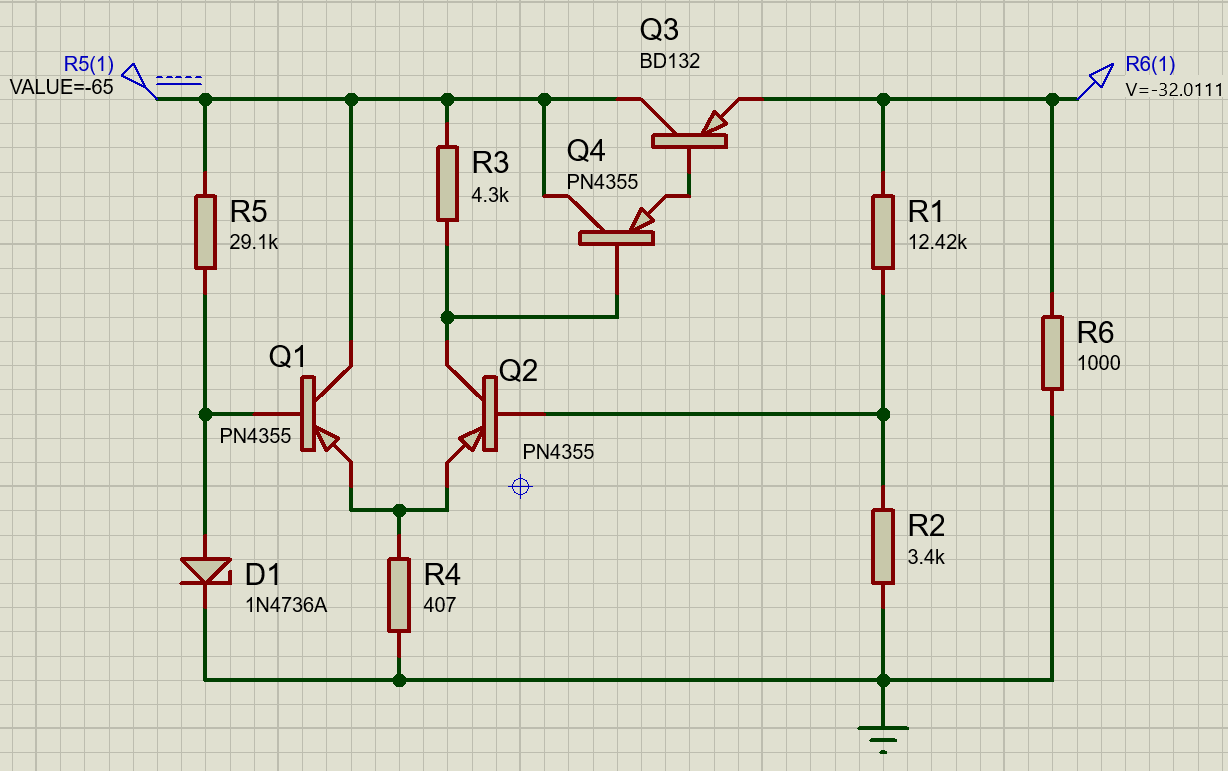 Q3
BD132
R5(1)
VALUE=-65
R6(1)
V=-32.0111
Q4
PN4355
R3
4.3k
R5
29.1k
R1
12.42k
R6
1000
Q1
PN4355
Q2
PN4355
R2
3.4k
D1
1N4736A
R4
407